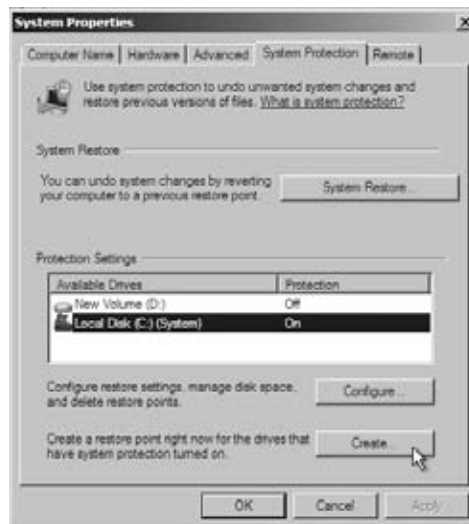 System Properties
Computer Name Hardware Advanced System Protection Remote
Use system protection to undo unwanted system changes and
restore previous versions of files. What is system protection?
System Restore
You can undo system changes by reverting
your computer to a previous restore point.
System Restore...
Protection Settings
Available Drives Protection
New Volume (D:) Off
Local Disk (C:) (System) On
Configure restore settings, manage disk space,
and delete restore points.
Configure...
Create a restore point right now for the drives that
have system protection turned on.
Create...
OK Cancel Apply